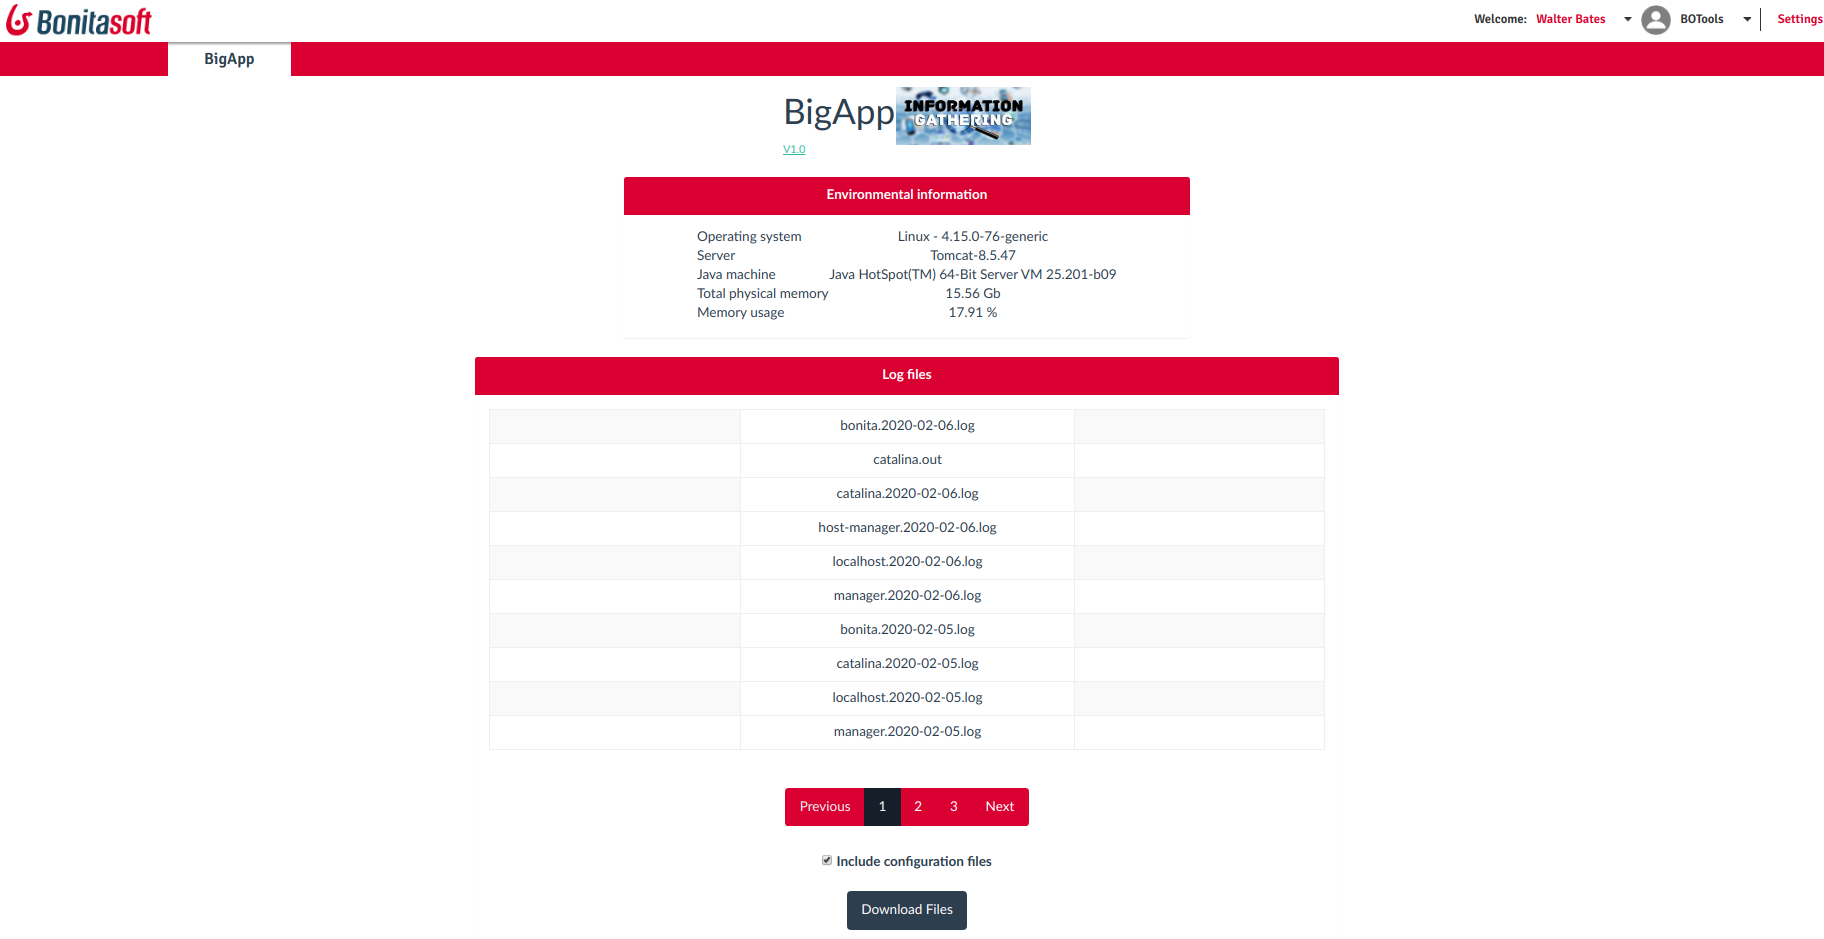 Bonitasoft
Welcome: Walter Bates BOTools Settings
BigApp
BigApp
INFORMATION
GATHERING
V1.0
Environmental information
Operating system Linux - 4.15.0-76-generic
Server Tomcat-8.5.47
Java machine Java HotSpot(TM) 64-Bit Server VM 25.201-b09
Total physical memory 15.56 Gb
Memory usage 17.91 %
Log files
bonita.2020-02-06.log
catalina.out
catalina.2020-02-06.log
host-manager.2020-02-06.log
localhost.2020-02-06.log
manager.2020-02-06.log
bonita.2020-02-05.log
catalina.2020-02-05.log
localhost.2020-02-05.log
manager.2020-02-05.log
Previous 1 2 3 Next
Include configuration files
Download Files